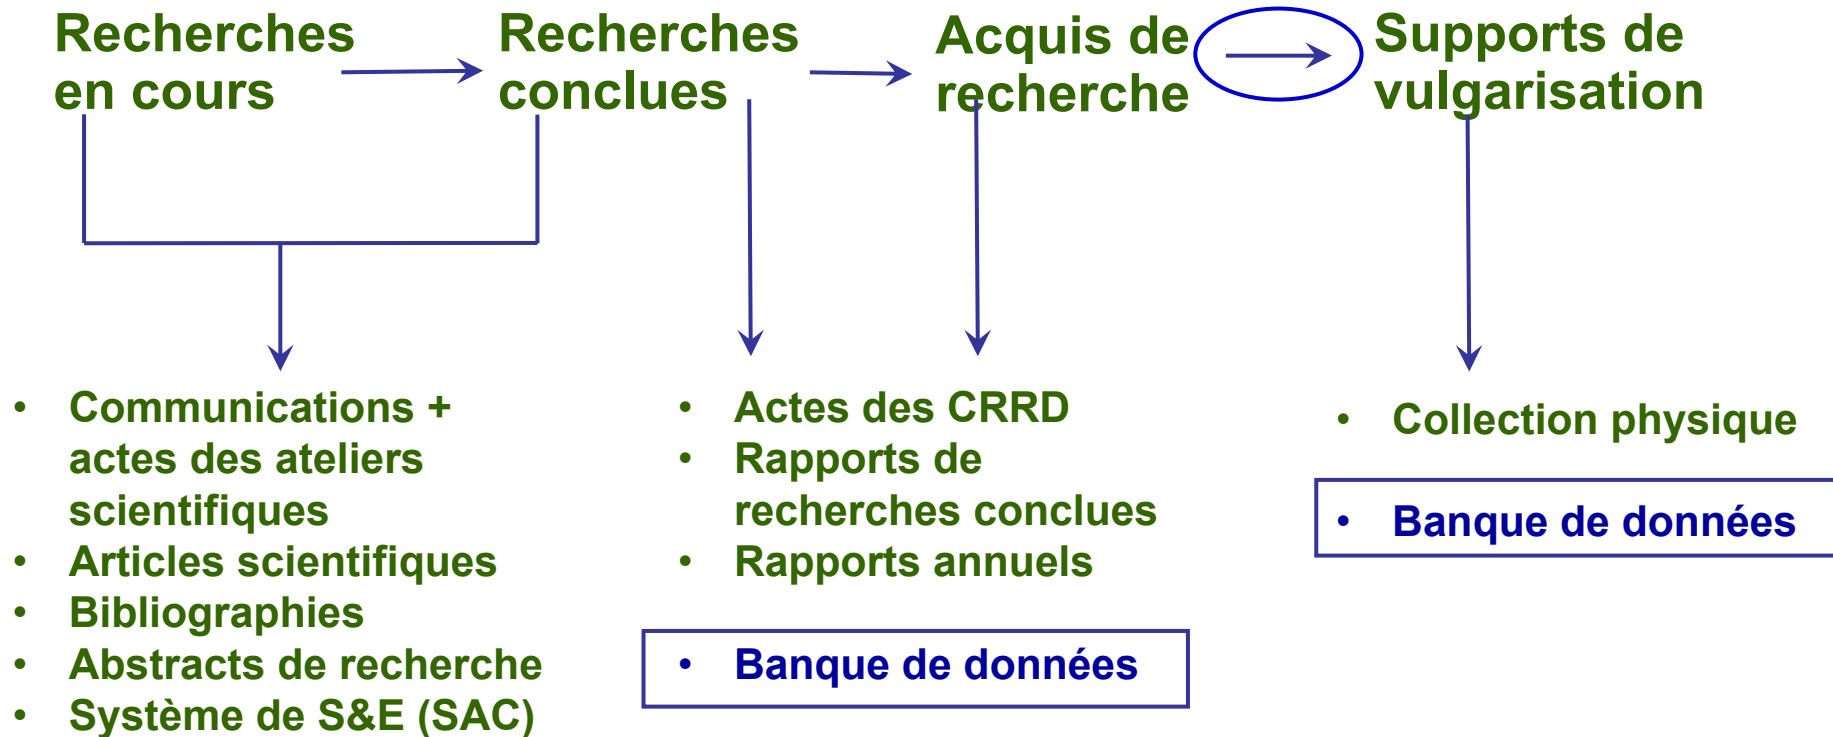 Recherches
en cours
Recherches
conclues
Acquis de
recherche
Supports de
vulgarisation
• Communications +
actes des ateliers
scientifiques
• Articles scientifiques
• Bibliographies
• Abstracts de recherche
• Système de S&E (SAC)
• Actes des CRRD
• Rapports de
recherches conclues
• Rapports annuels
• Banque de données
• Collection physique
• Banque de données